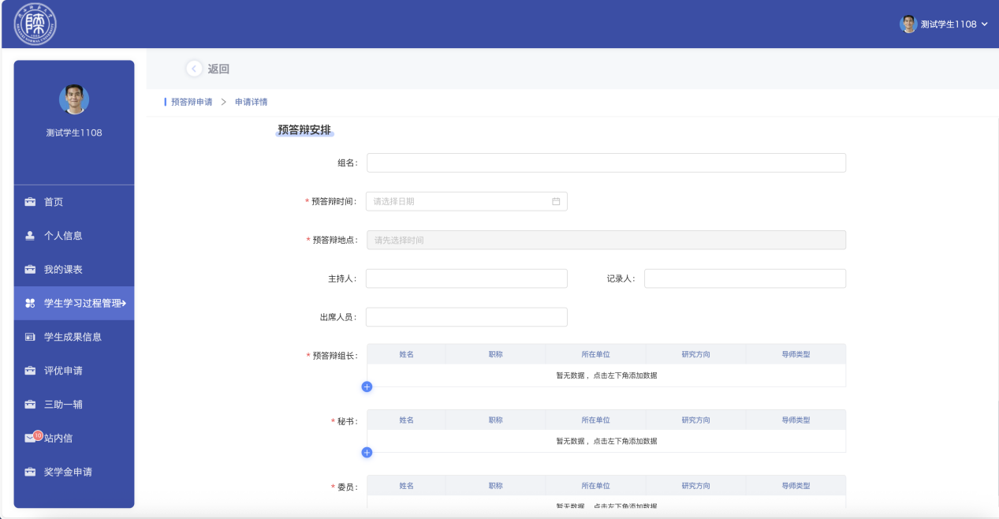 测试学生1108
返回
测试学生1108
预答辩申请 > 申请详情
预答辩安排
组名:
首页
* 预答辩时间: 请选择日期
个人信息
* 预答辩地点: 请先选择时间
我的课表
主持人: 记录人:
学生学习过程管理
出席人员:
学生成果信息
* 预答辩组长: 姓名 职称 所在单位 研究方向 导师类型
评优申请
暂无数据，点击左下角添加数据
三助一辅
* 秘书: 姓名 职称 所在单位 研究方向 导师类型
10 站内信
暂无数据，点击左下角添加数据
奖学金申请
* 委员: 姓名 职称 所在单位 研究方向 导师类型
暂无数据，点击左下角添加数据